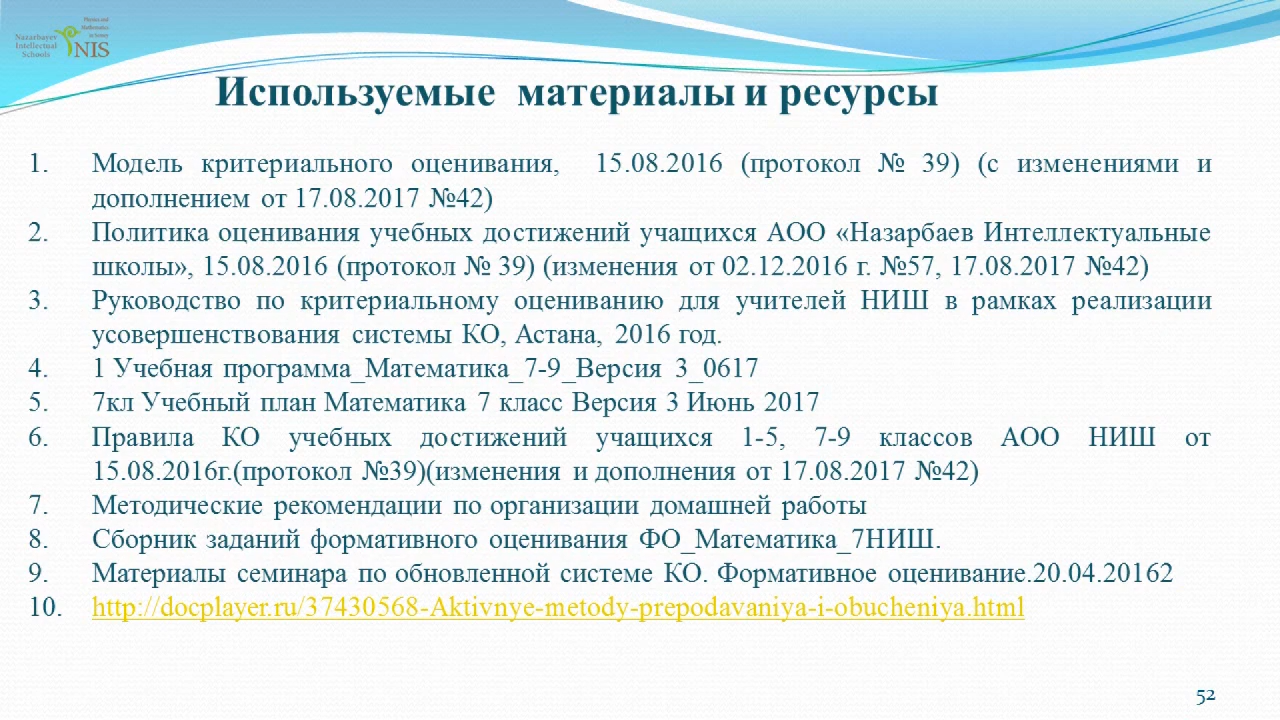 Nazarbayev
Intellectual
Schools
NIS
Используемые материалы и ресурсы
1. Модель критериального оценивания, 15.08.2016 (протокол № 39) (с изменениями и
дополнением от 17.08.2017 №42)
2. Политика оценивания учебных достижений учащихся АОО «Назарбаев Интеллектуальные
школы», 15.08.2016 (протокол № 39) (изменения от 02.12.2016 г. №57, 17.08.2017 №42)
3. Руководство по критериальному оцениванию для учителей НИШ в рамках реализации
усовершенствования системы КО, Астана, 2016 год.
4. 1 Учебная программа_Математика_7-9_Версия 3_0617
5. 7кл Учебный план Математика 7 класс Версия 3 Июнь 2017
6. Правила КО учебных достижений учащихся 1-5, 7-9 классов АОО НИШ от
15.08.2016г.(протокол №39)(изменения и дополнения от 17.08.2017 №42)
7. Методические рекомендации по организации домашней работы
8. Сборник заданий формативного оценивания ФО_Математика_7НИШ.
9. Материалы семинара по обновленной системе КО. Формативное оценивание.20.04.20162
10. http://docplayer.ru/37430568-Aktivnye-metody-prepodavaniya-i-obucheniya.html
52